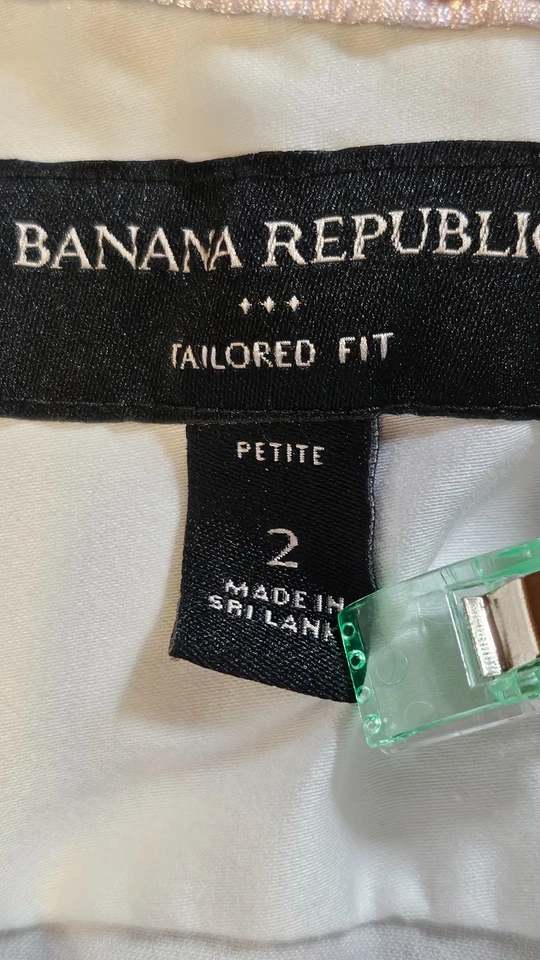 BANANA REPUBLIC
TAILORED FIT
PETITE
2
MADE IN
SRI LANK